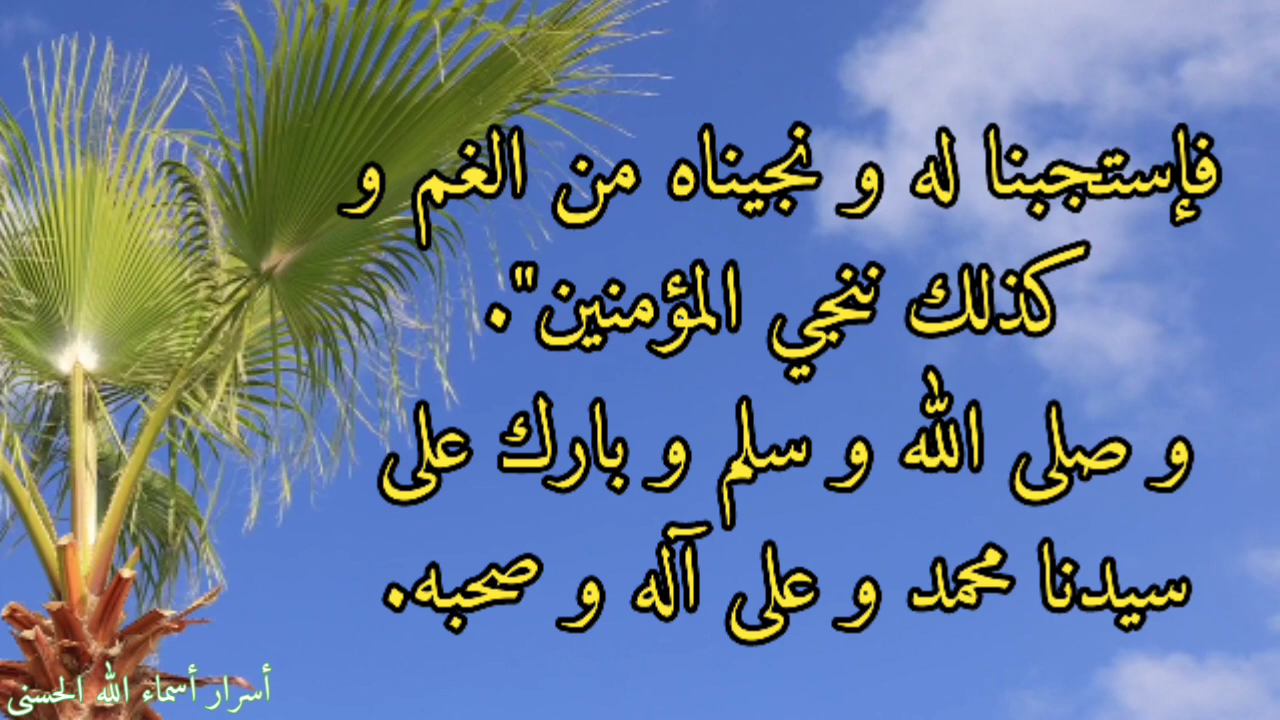 فإستجبنا له و نجيناه من الغم و
كذلك ننجي المؤمنين".
و صلى الله و سلم و بارك على
سيدنا محمد و على آله و صحبه.
أسرار أسماء الله الحسنى